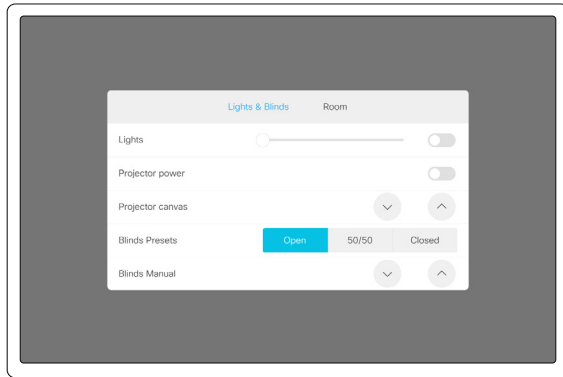 Lights & Blinds Room
Lights
Projector power
Projector canvas
Blinds Presets Open 50/50 Closed
Blinds Manual